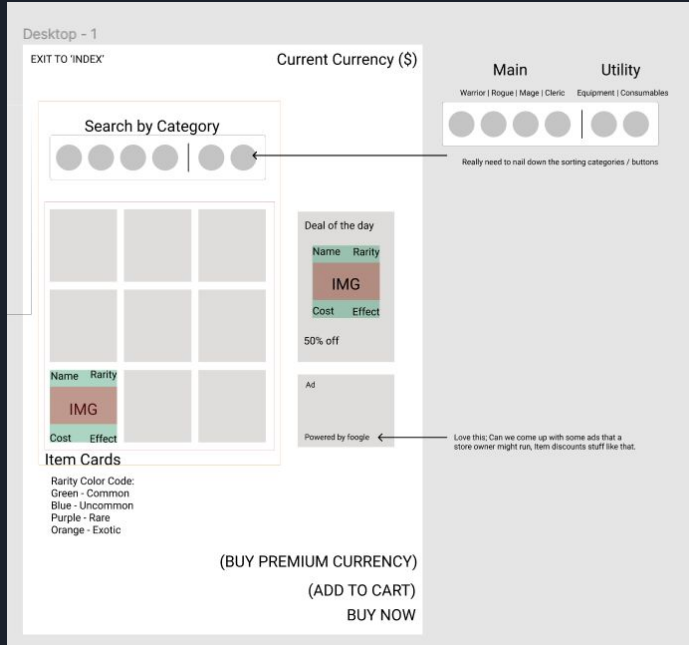 Desktop - 1
EXIT TO 'INDEX'
Current Currency ($)
Search by Category
Name Rarity
IMG
Cost Effect
Item Cards
Rarity Color Code:
Green - Common
Blue - Uncommon
Purple - Rare
Orange - Exotic
Deal of the day
Name Rarity
IMG
Cost Effect
50% off
Ad
Powered by foogle
(BUY PREMIUM CURRENCY)
(ADD TO CART)
BUY NOW
Main Utility
Warrior | Rogue | Mage | Cleric Equipment | Consumables
Really need to nail down the sorting categories / buttons
Love this; Can we come up with some ads that a
store owner might run, Item discounts stuff like that.